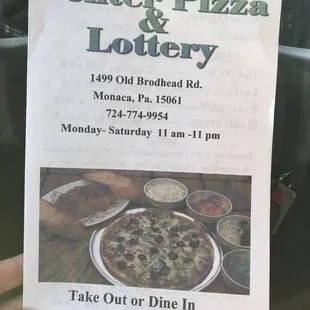 Center Pizza
&
Lottery
1499 Old Brodhead Rd.
Monaca, Pa. 15061
724-774-9954
Monday- Saturday 11 am -11 pm
Take Out or Dine In